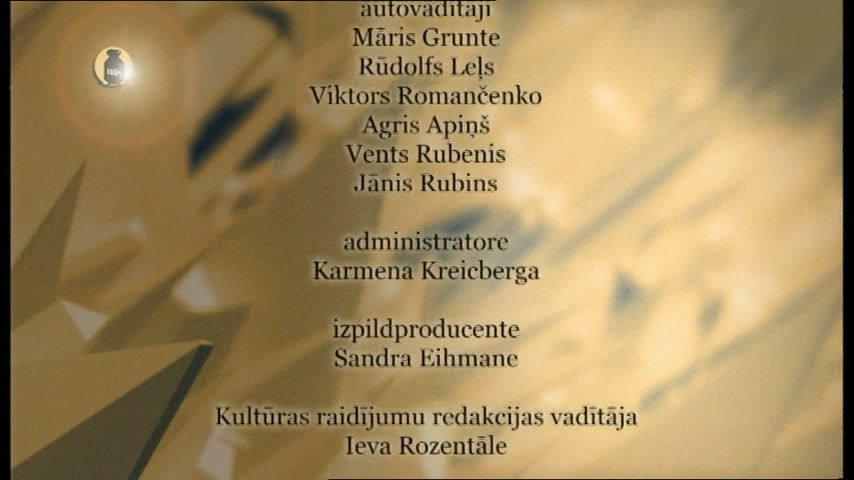 autovadītāji
Māris Grunte
Rūdolfs Leļs
Viktors Romančenko
Agris Apiņš
Vents Rubenis
Jānis Rubins
administratore
Karmena Kreicberga
izpildproducente
Sandra Eihmane
Kultūras raidījumu redakcijas vadītāja
Ieva Rozentāle